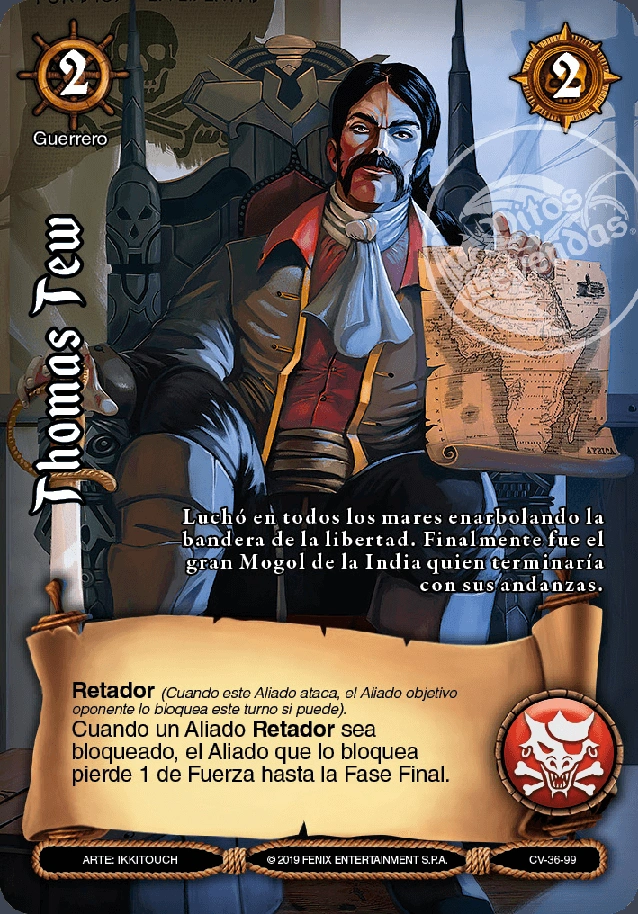 2
2
Guerrero
Mitos
y
Leyendas
Thomas Tew
AFRICA
Luchó en todos los mares enarbolando la
bandera de la libertad. Finalmente fue el
gran Mogol de la India quien terminaría
con sus andanzas.
Retador (Cuando este Aliado ataca, el Aliado objetivo
oponente lo bloquea este turno si puede).
Cuando un Aliado Retador sea
bloqueado, el Aliado que lo bloquea
pierde 1 de Fuerza hasta la Fase Final.
ARTE: IKKITOUCH
© 2019 FENIX ENTERTAINMENT S.P.A.
CV-36-99